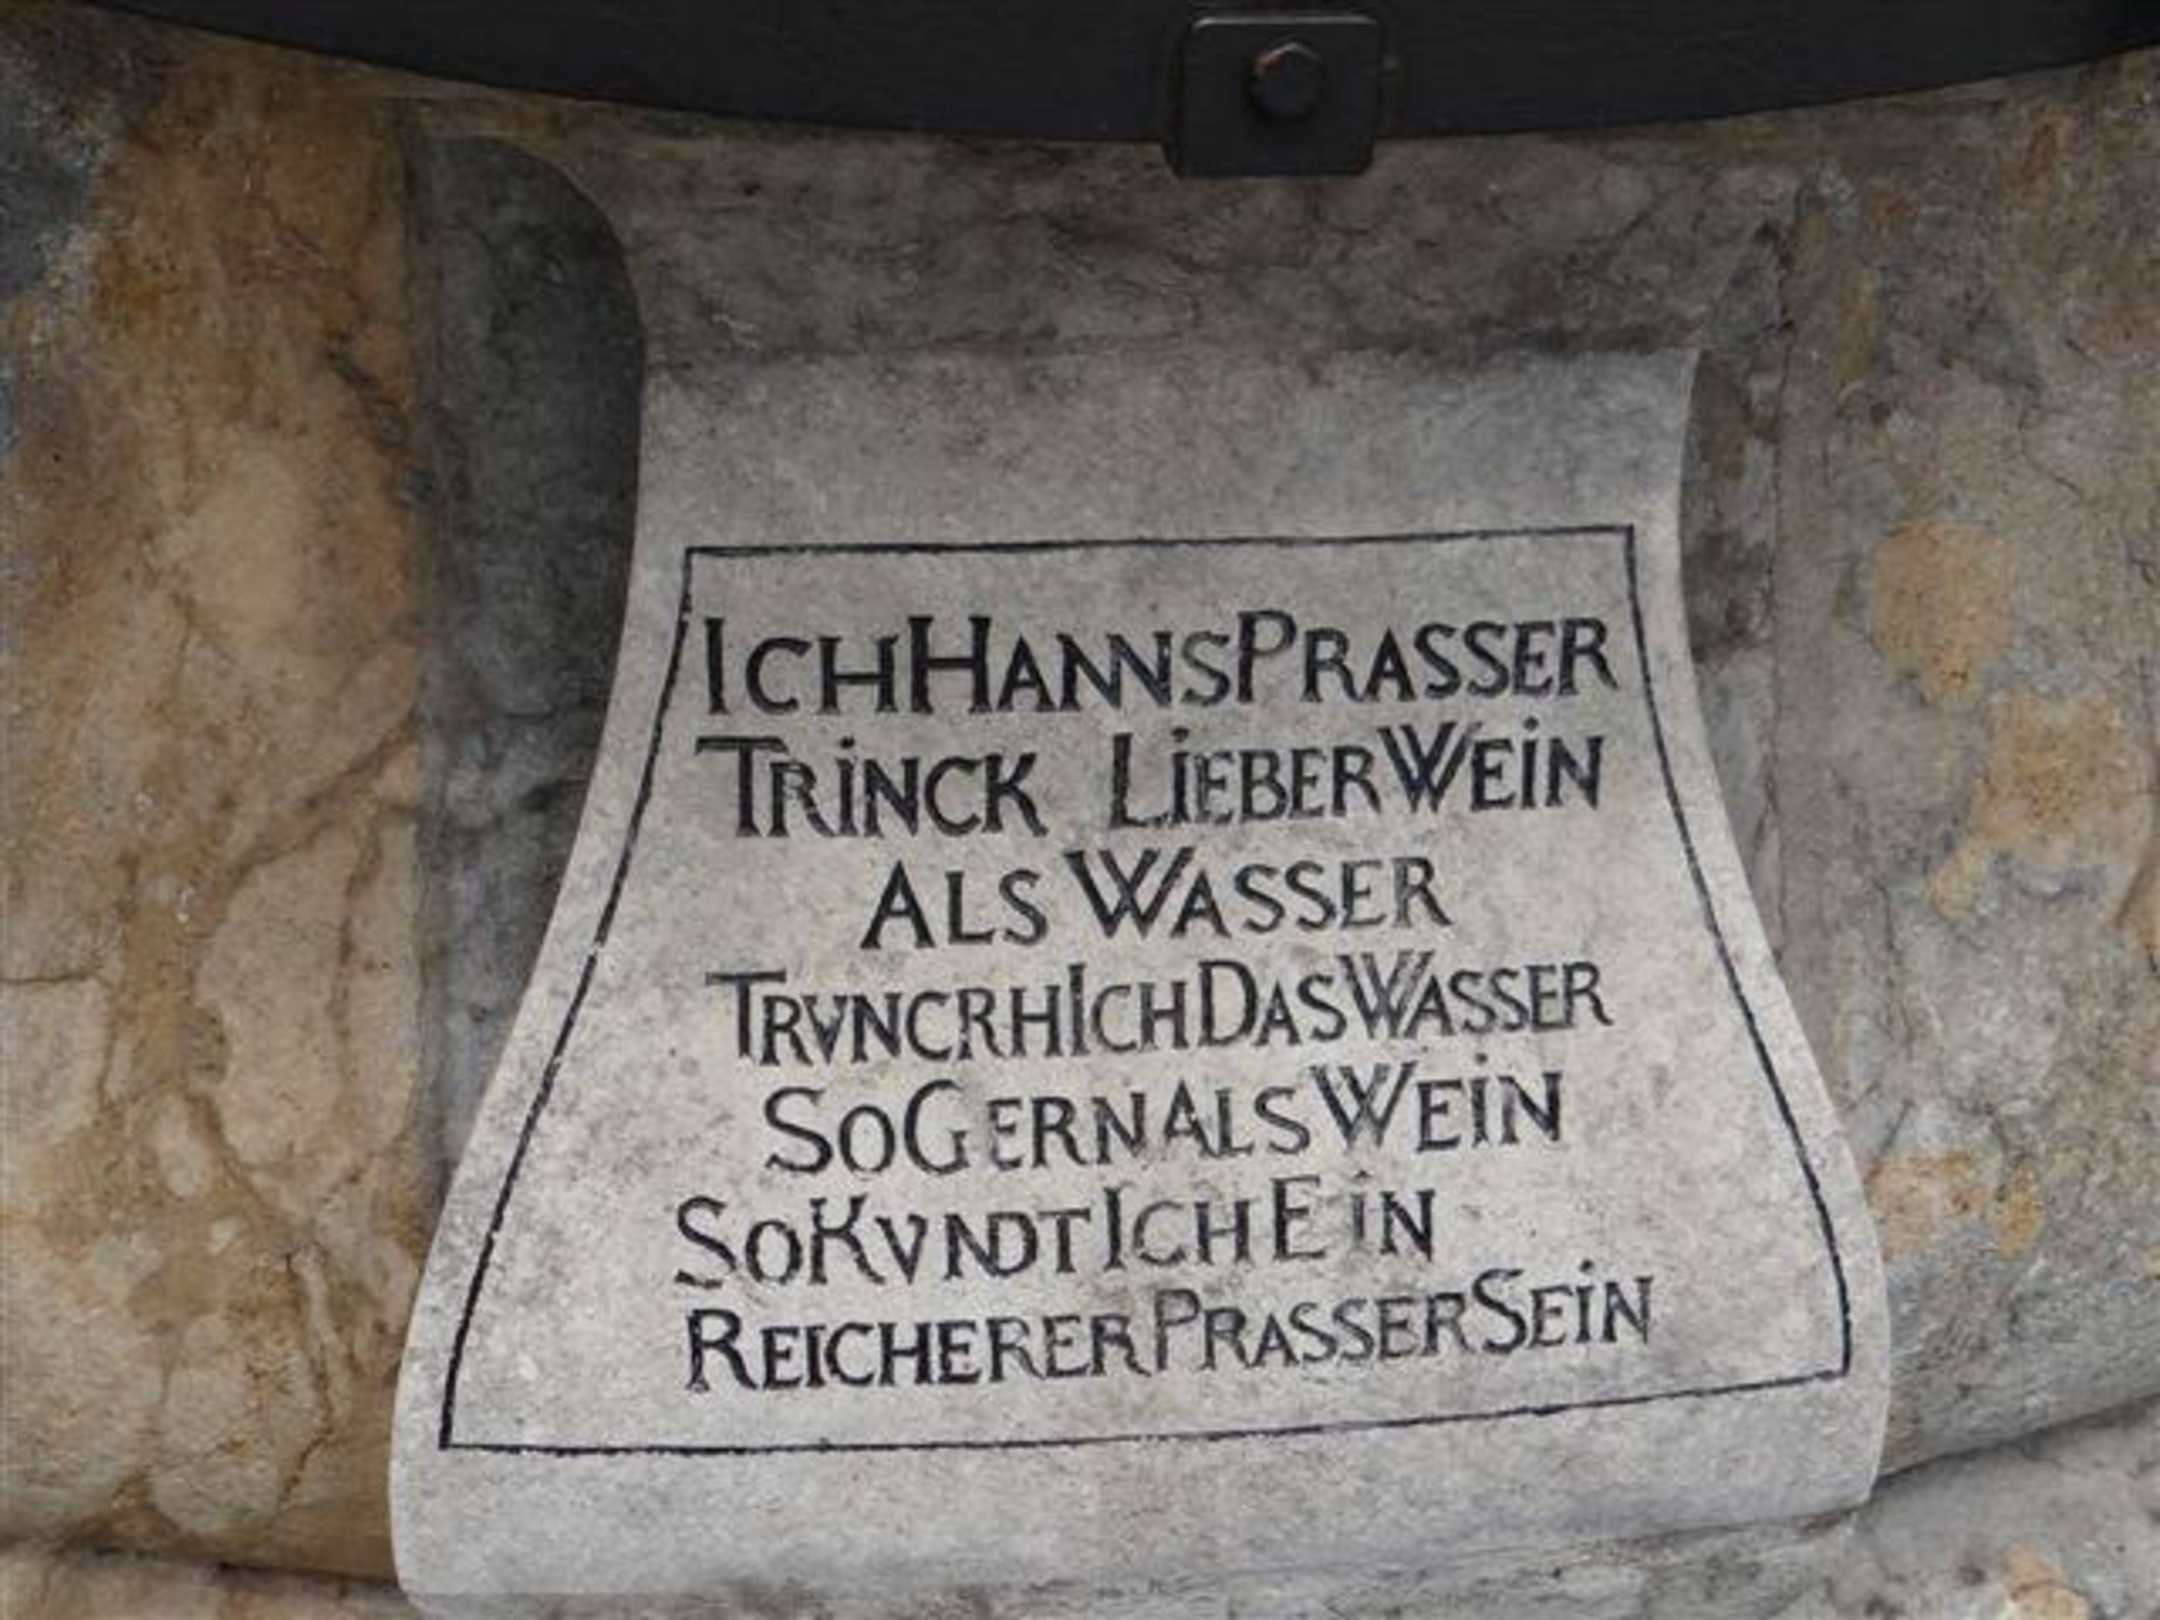 ICH HANNS PRASSER
TRINCK LIEBER WEIN
ALS WASSER
TRVNCRH ICH DAS WASSER
SO GERN ALS WEIN
SO KVNDT ICH EIN
REICHERER PRASSER SEIN